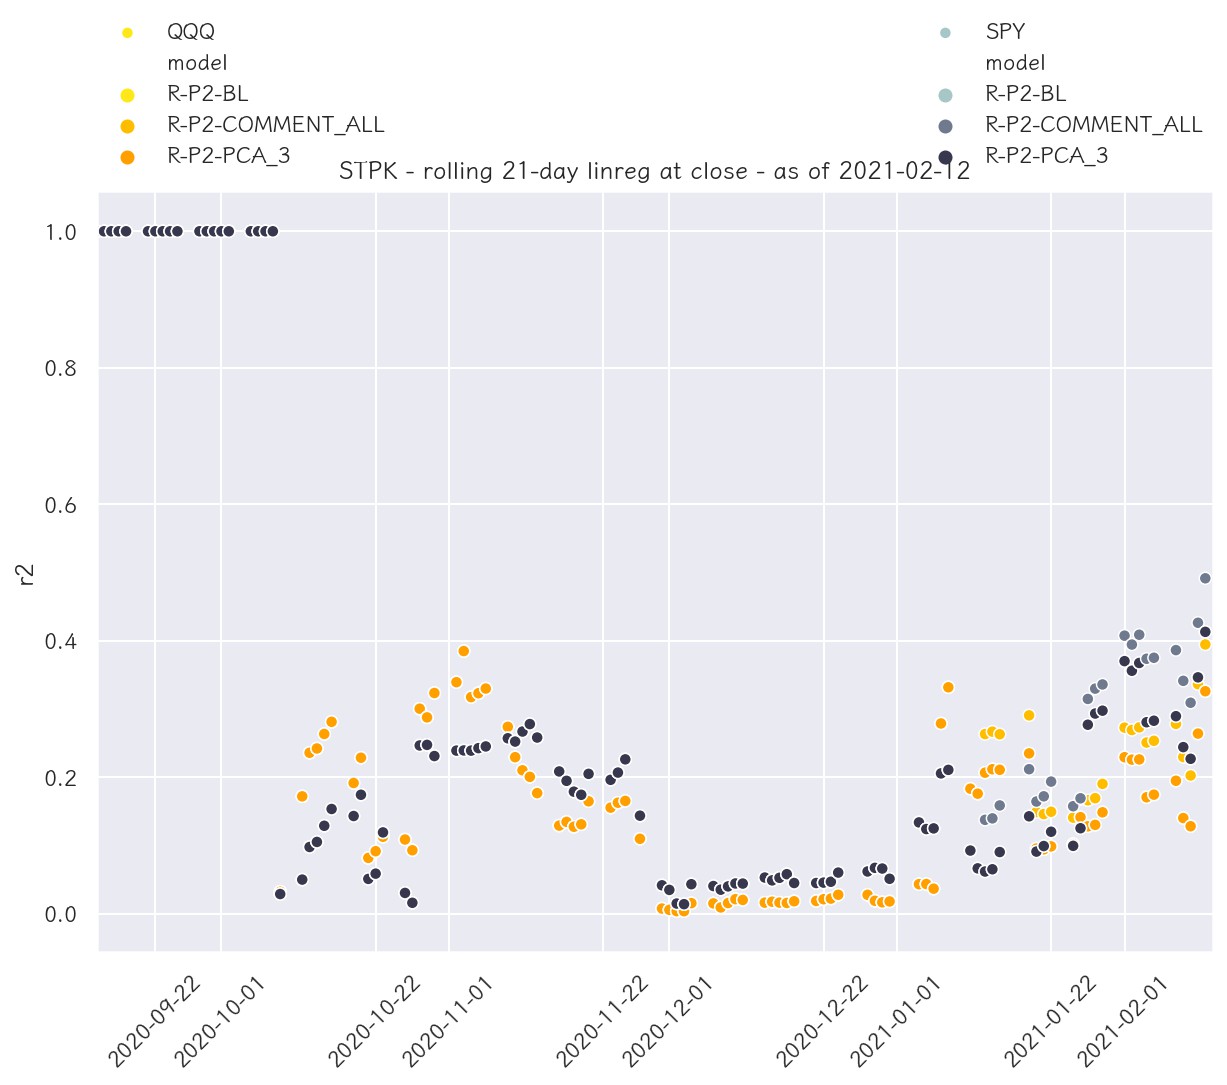 QQQ
model
R-P2-BL
R-P2-COMMENT_ALL
R-P2-PCA_3
SPY
model
R-P2-BL
R-P2-COMMENT_ALL
R-P2-PCA_3
STPK - rolling 21-day linreg at close - as of 2021-02-12
1.0
0.8
0.6
0.4
0.2
0.0
r2
2020-09-22
2020-10-01
2020-10-22
2020-11-01
2020-11-22
2020-12-01
2020-12-22
2021-01-01
2021-01-22
2021-02-01